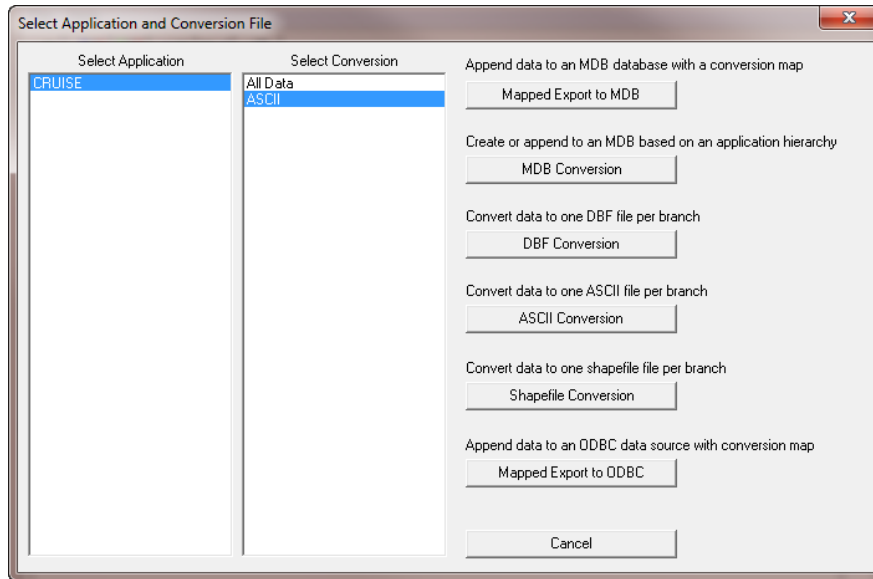 Select Application and Conversion File
Select Application
CRUISE
Select Conversion
All Data
ASCII
Append data to an MDB database with a conversion map
Mapped Export to MDB
Create or append to an MDB based on an application hierarchy
MDB Conversion
Convert data to one DBF file per branch
DBF Conversion
Convert data to one ASCII file per branch
ASCII Conversion
Convert data to one shapefile file per branch
Shapefile Conversion
Append data to an ODBC data source with conversion map
Mapped Export to ODBC
Cancel